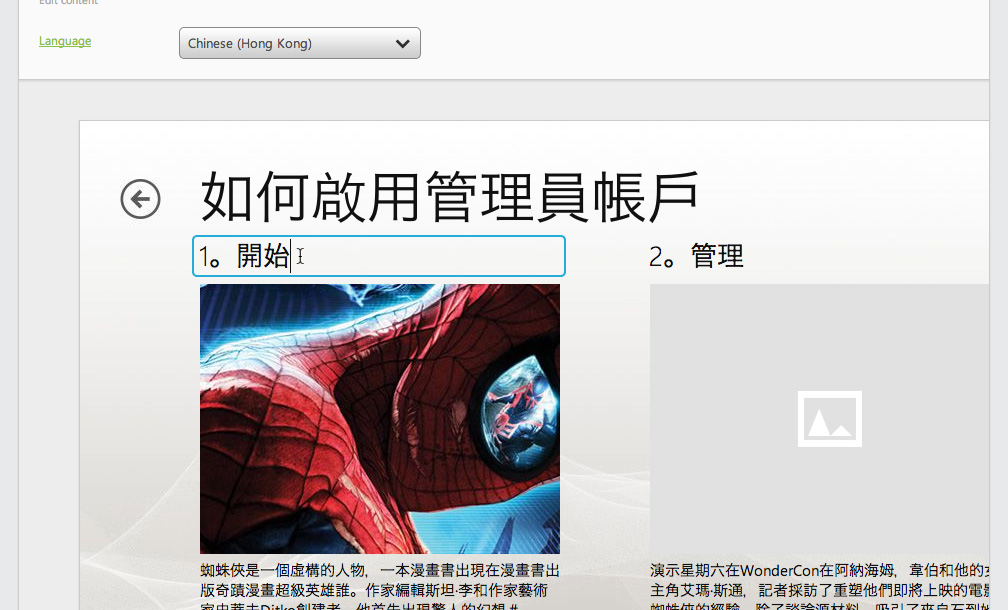 Edit content
Language
Chinese (Hong Kong)
如何啟用管理員帳戶
1。開始
2。管理
蜘蛛俠是一個虛構的人物，一本漫畫書出現在漫畫書出
版奇蹟漫畫超級英雄誰。作家編輯斯坦·李和作家藝術
演示星期六在WonderCon在阿納海姆，韋伯和他的
主角艾瑪·斯通，記者採訪了重塑他們即將上映的電